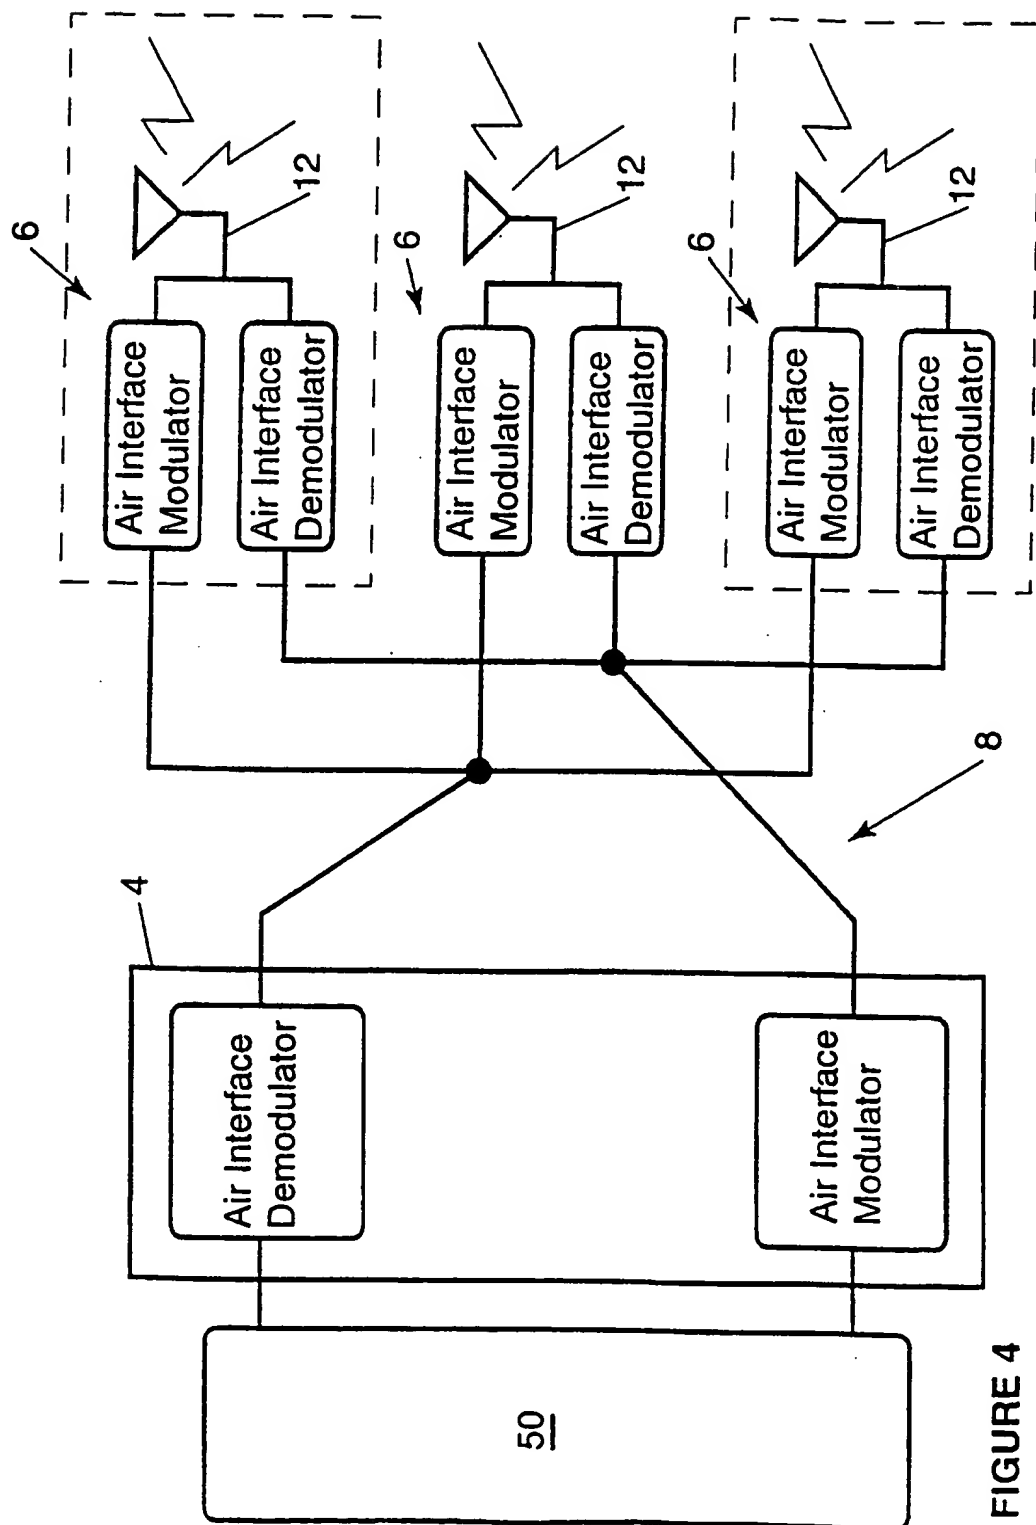 6
4
Air Interface
Modulator
Air Interface
Demodulator
Air Interface
Demodulator
12
6
Air Interface
Modulator
50
Air Interface
Demodulator
12
6
Air Interface
Modulator
Air Interface
Modulator
Air Interface
Demodulator
12
8
FIGURE 4